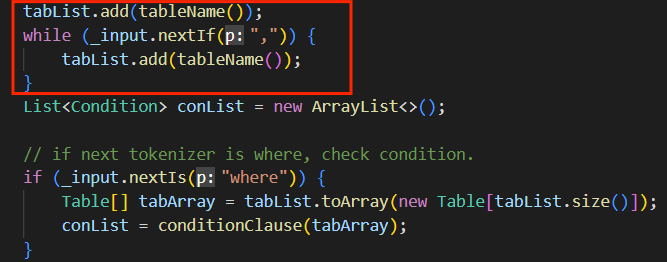 tabList.add(tableName());
while (_input.nextIf(p: ",")) {
    tabList.add(tableName());
}
List<Condition> conList = new ArrayList<>();
// if next tokenizer is where, check condition.
if (_input.nextIs(p: "where")) {
    Table[] tabArray = tabList.toArray(new Table[tabList.size()]);
    conList = conditionClause(tabArray);
}